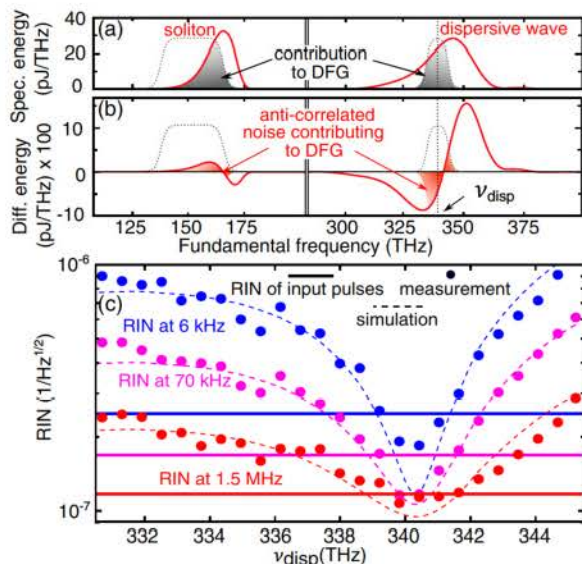 (a)
soliton
dispersive wave
contribution
to DFG
Spec. energy
(pJ/THz)
40
20
0
(b)
anti-correlated
noise contributing
to DFG
ν_disp
Diff. energy
(pJ/THz) x 100
10
0
-10
125 150 175 300 325 350 375
Fundamental frequency (THz)
10⁻⁶
(c)
RIN of input pulses
measurement
simulation
RIN at 6 kHz
RIN at 70 kHz
RIN at 1.5 MHz
RIN (1/Hz^1/2)
10⁻⁷
332 334 336 338 340 342 344
ν_disp(THz)